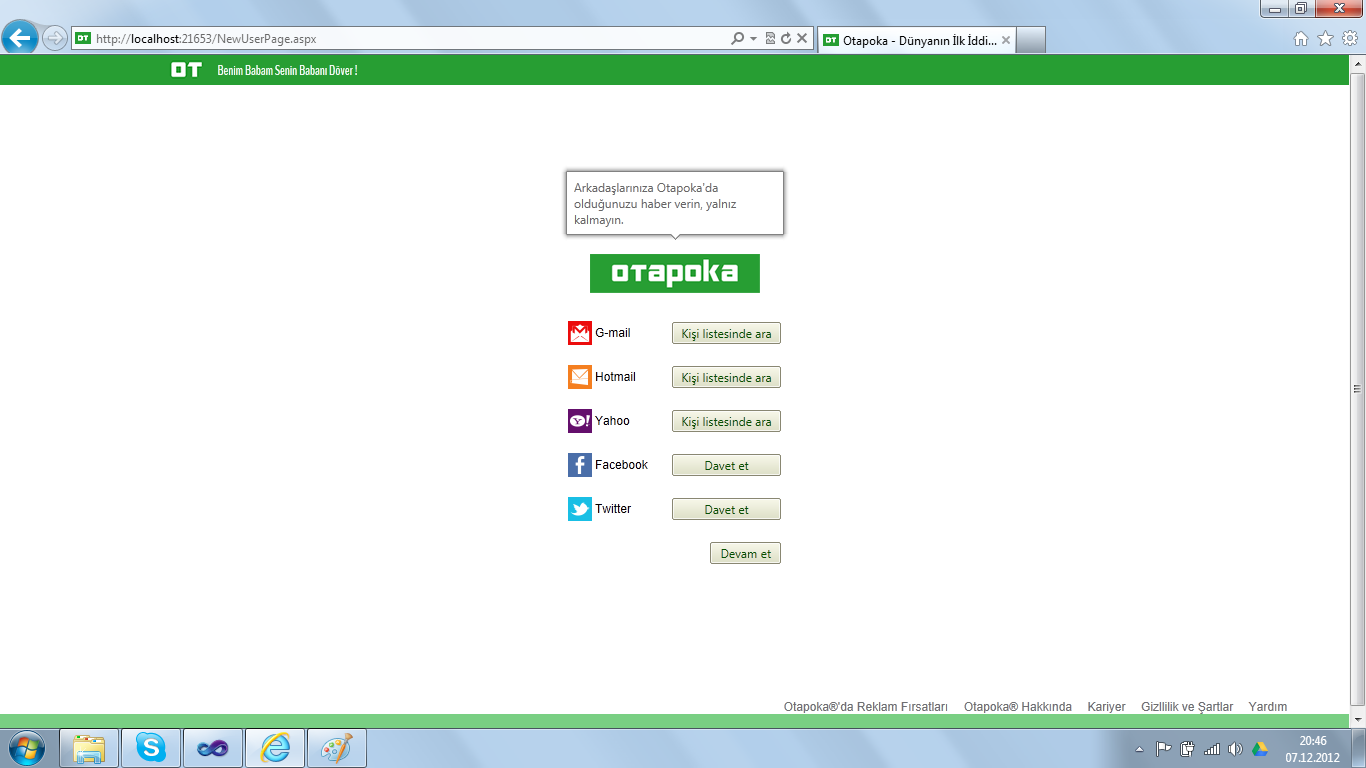 http://localhost:21653/NewUserPage.aspx
Otapoka - Dünyanın İlk İddi...
OT
Benim Babam Senin Babanı Döver !
Arkadaşlarınıza Otapoka'da
olduğunuzu haber verin, yalnız
kalmayın.
OTAPOKA
G-mail
Kişi listesinde ara
Hotmail
Kişi listesinde ara
Yahoo
Kişi listesinde ara
Facebook
Davet et
Twitter
Davet et
Devam et
Otapoka®'da Reklam Fırsatları Otapoka® Hakkında Kariyer Gizllilik ve Şartlar Yardım
20:46
07.12.2012